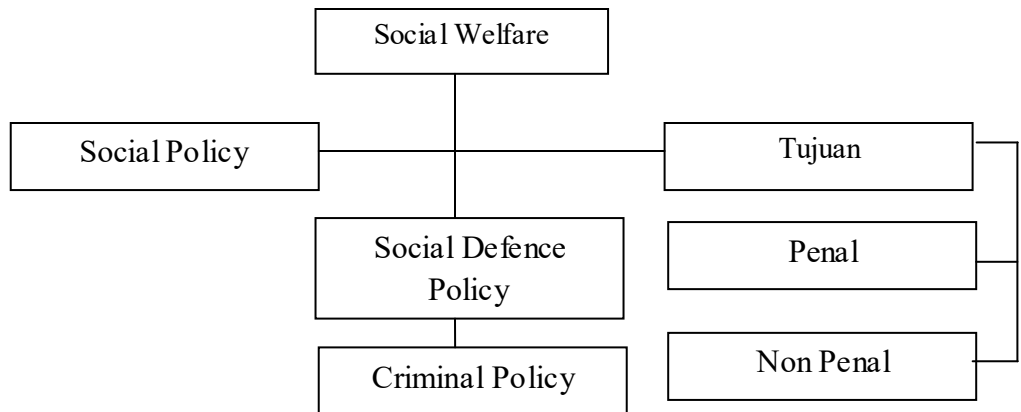 Social Welfare
Social Policy
Tujuan
Social Defence
Policy
Penal
Criminal Policy
Non Penal